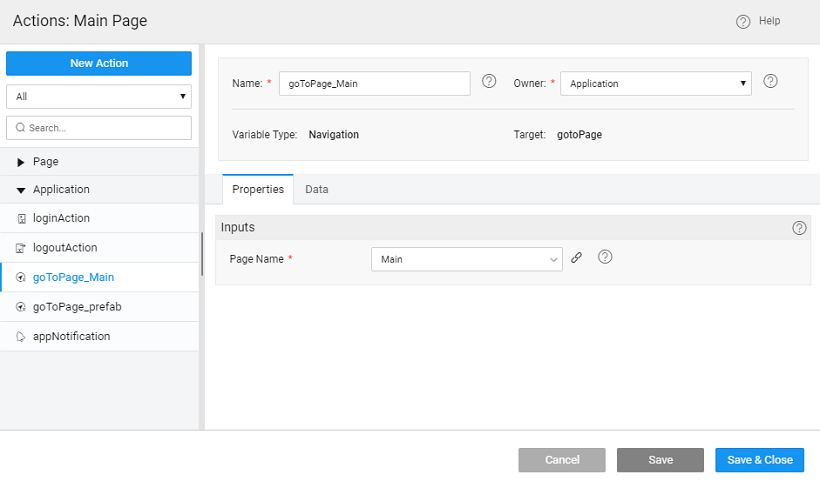 Actions: Main Page
Help
New Action
All
Search...
Page
Application
loginAction
logoutAction
goToPage_Main
goToPage_prefab
appNotification
Name: * goToPage_Main
Owner: * Application
Variable Type: Navigation
Target: gotoPage
Properties Data
Inputs
Page Name * Main
Cancel Save Save & Close